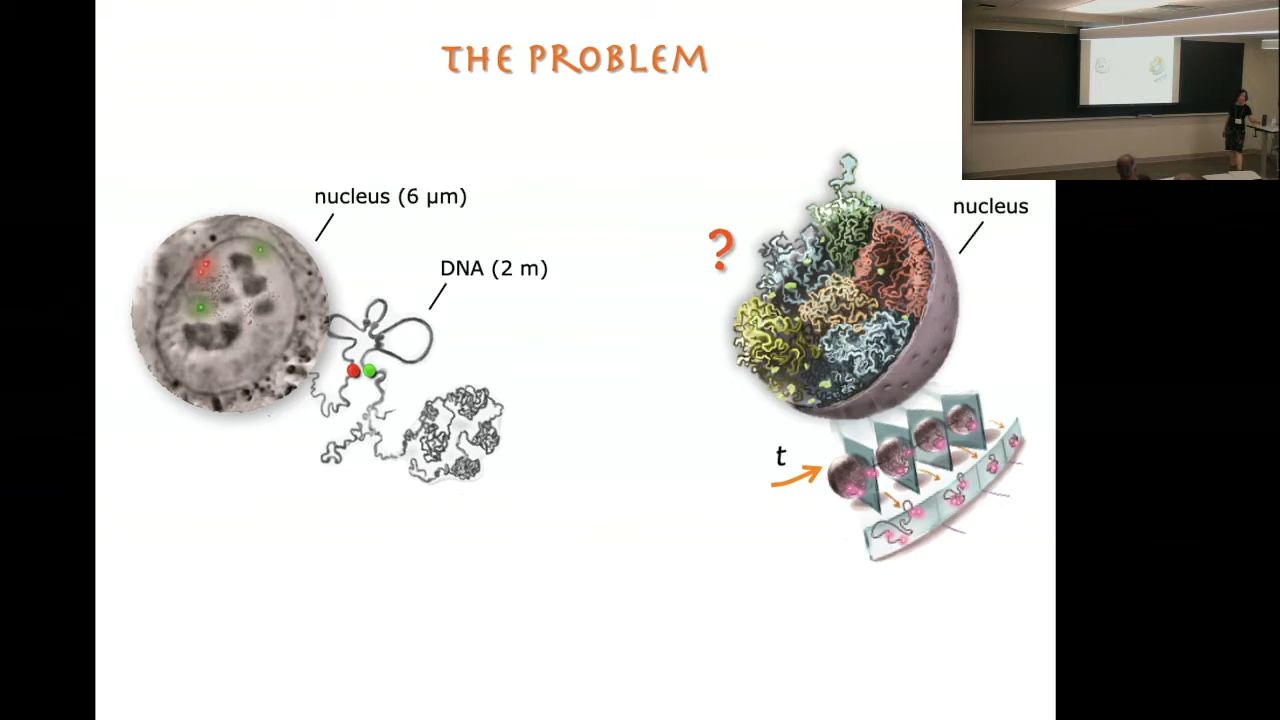 THE PROBLEM
nucleus (6 µm)
DNA (2 m)
?
nucleus
t